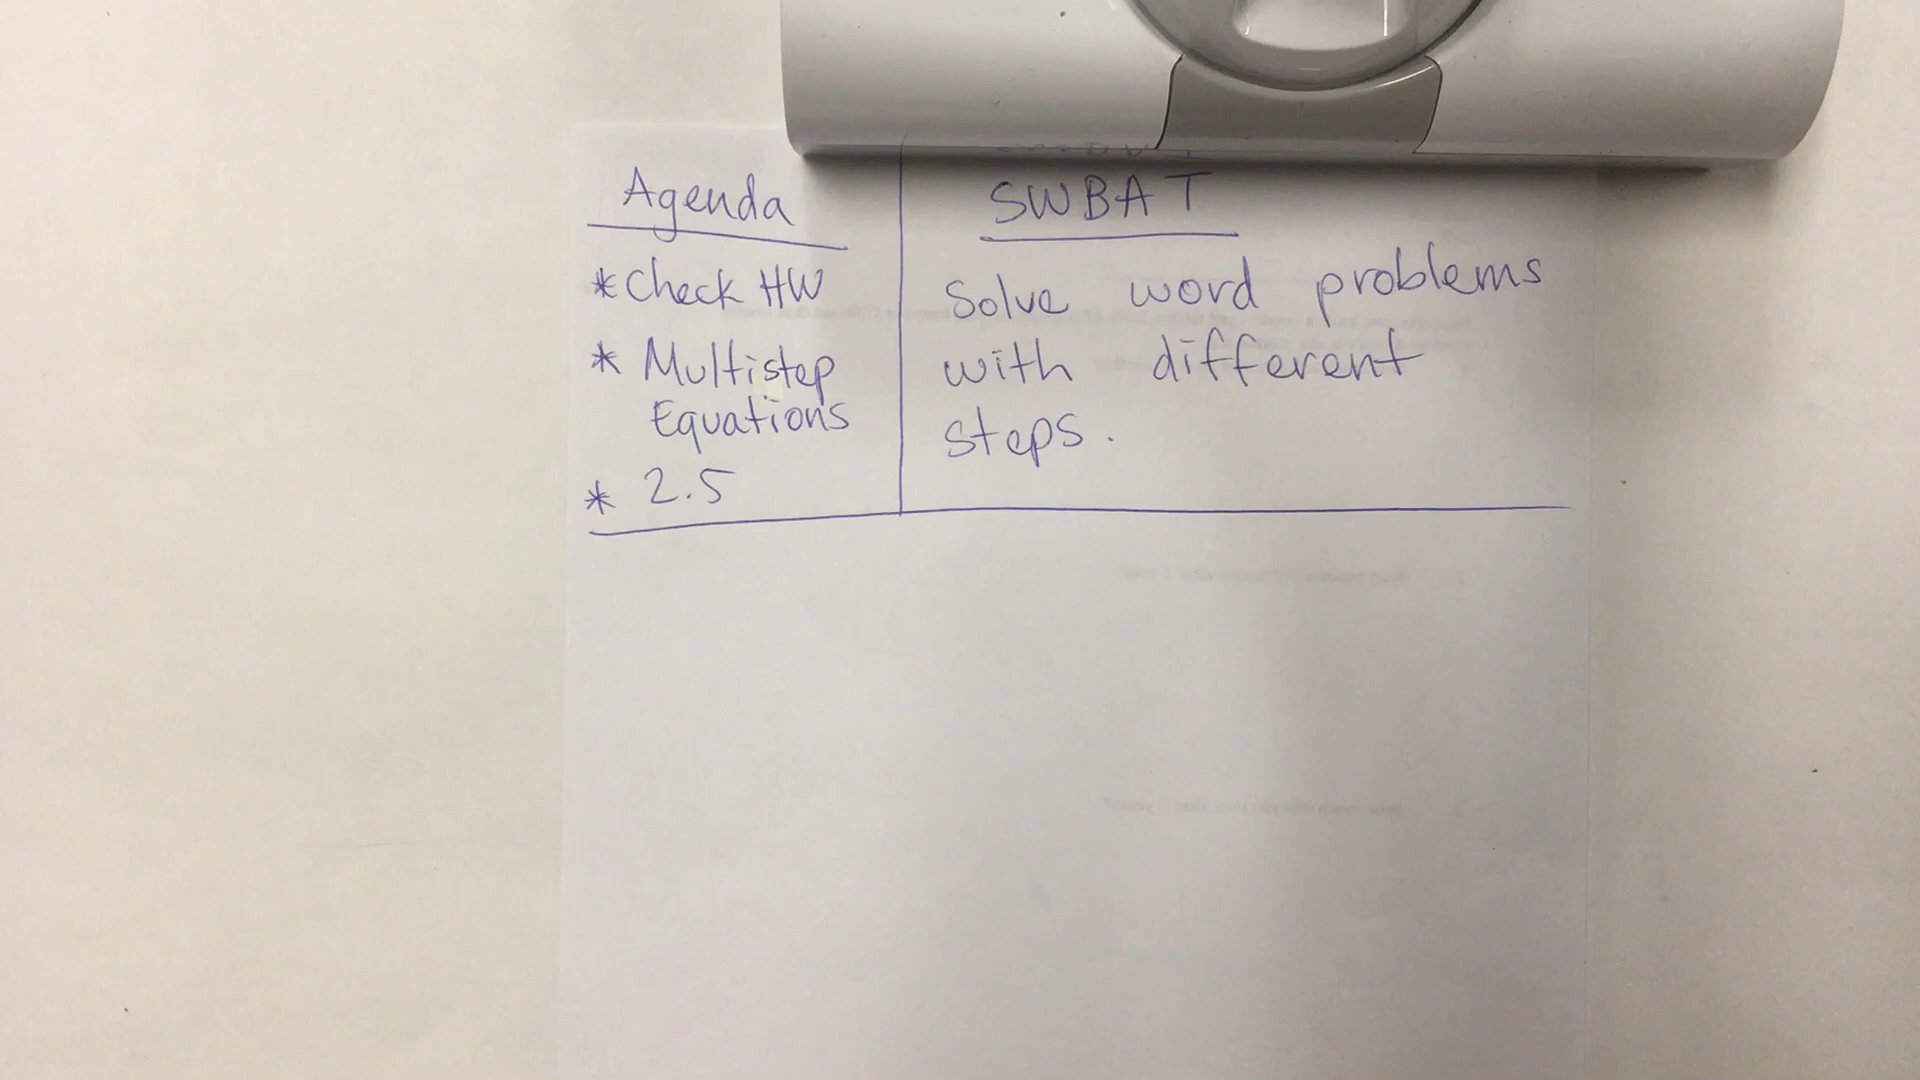 Agenda
*Check HW
* Multistep
Equations
* 2.5
SWBAT
Solve word problems
with different
steps.